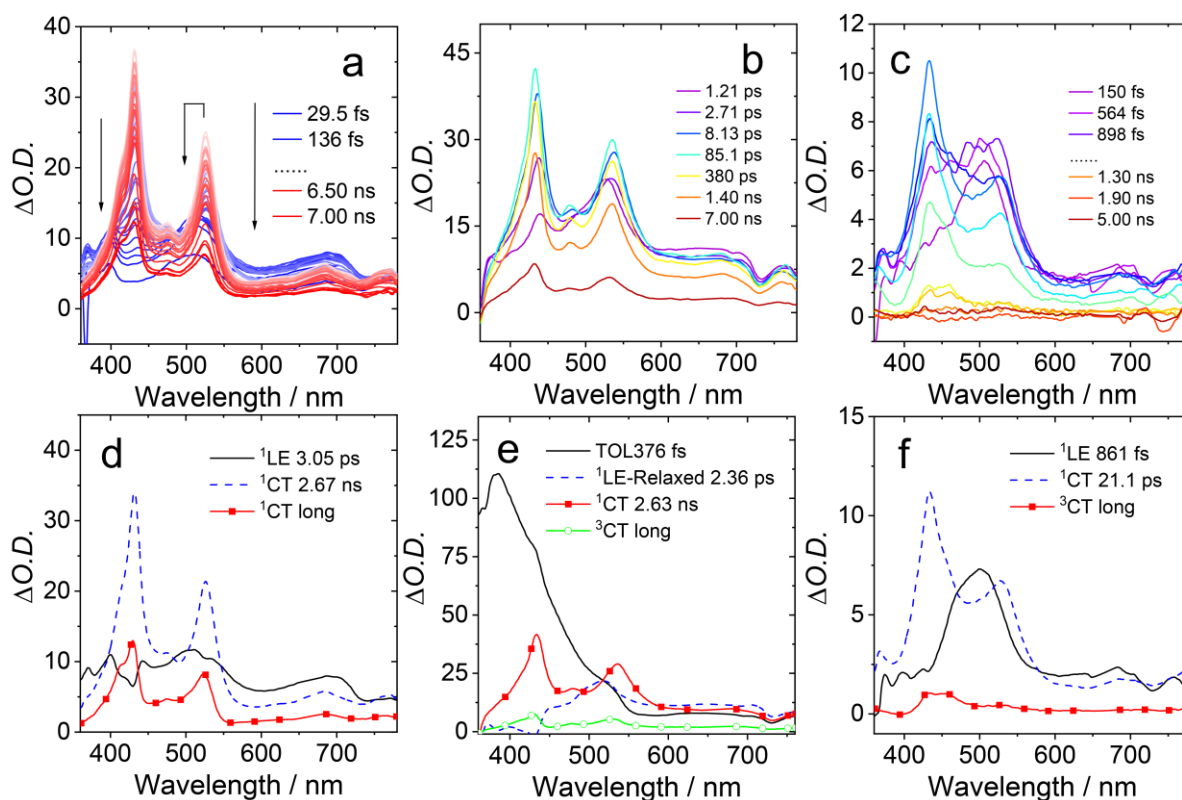 a
29.5 fs
136 fs
......
6.50 ns
7.00 ns
ΔO.D.
40
30
20
10
0
400 500 600 700
Wavelength / nm
b
1.21 ps
2.71 ps
8.13 ps
85.1 ps
380 ps
1.40 ns
7.00 ns
ΔO.D.
45
30
15
0
400 500 600 700
Wavelength / nm
c
150 fs
564 fs
898 fs
......
1.30 ns
1.90 ns
5.00 ns
ΔO.D.
12
10
8
6
4
2
0
400 500 600 700
Wavelength / nm
d
¹LE 3.05 ps
¹CT 2.67 ns
¹CT long
ΔO.D.
40
30
20
10
0
400 500 600 700
Wavelength / nm
e
TOL376 fs
¹LE-Relaxed 2.36 ps
¹CT 2.63 ns
³CT long
ΔO.D.
125
100
75
50
25
0
400 500 600 700
Wavelength / nm
f
¹LE 861 fs
¹CT 21.1 ps
³CT long
ΔO.D.
15
10
5
0
400 500 600 700
Wavelength / nm